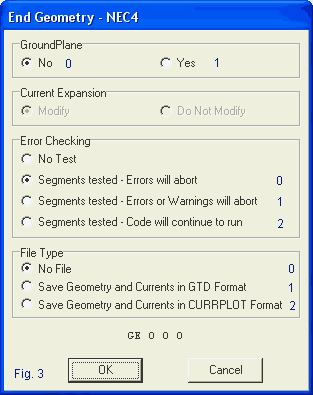 End Geometry - NEC4
GroundPlane
No 0 Yes 1
Current Expansion
Modify Do Not Modify
Error Checking
No Test
Segments tested - Errors will abort 0
Segments tested - Errors or Warnings will abort 1
Segments tested - Code will continue to run 2
File Type
No File 0
Save Geometry and Currents in GTD Format 1
Save Geometry and Currents in CURRPLOT Format 2
GE 0 0 0
Fig. 3 OK Cancel